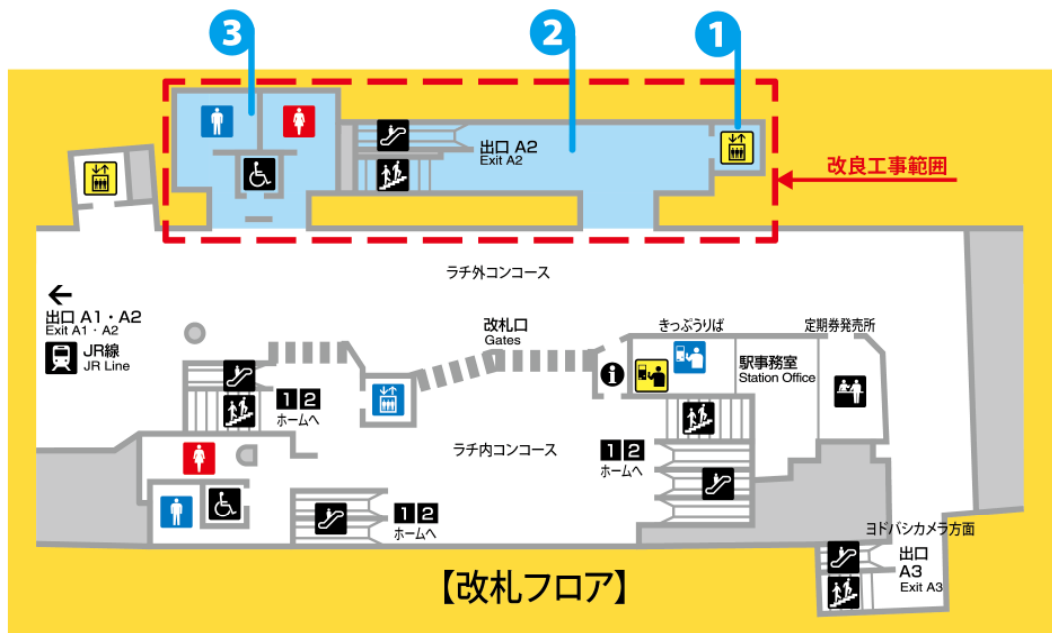 3
2
1
出口 A2
Exit A2
改良工事範囲
ラチ外コンコース
出口 A1・A2
Exit A1・A2
JR線
JR Line
改札口
Gates
きっぷうりば
定期券発売所
駅事務室
Station Office
1 2
ホームへ
ラチ内コンコース
1 2
ホームへ
1 2
ホームへ
ヨドバシカメラ方面
出口
A3
Exit A3
【改札フロア】